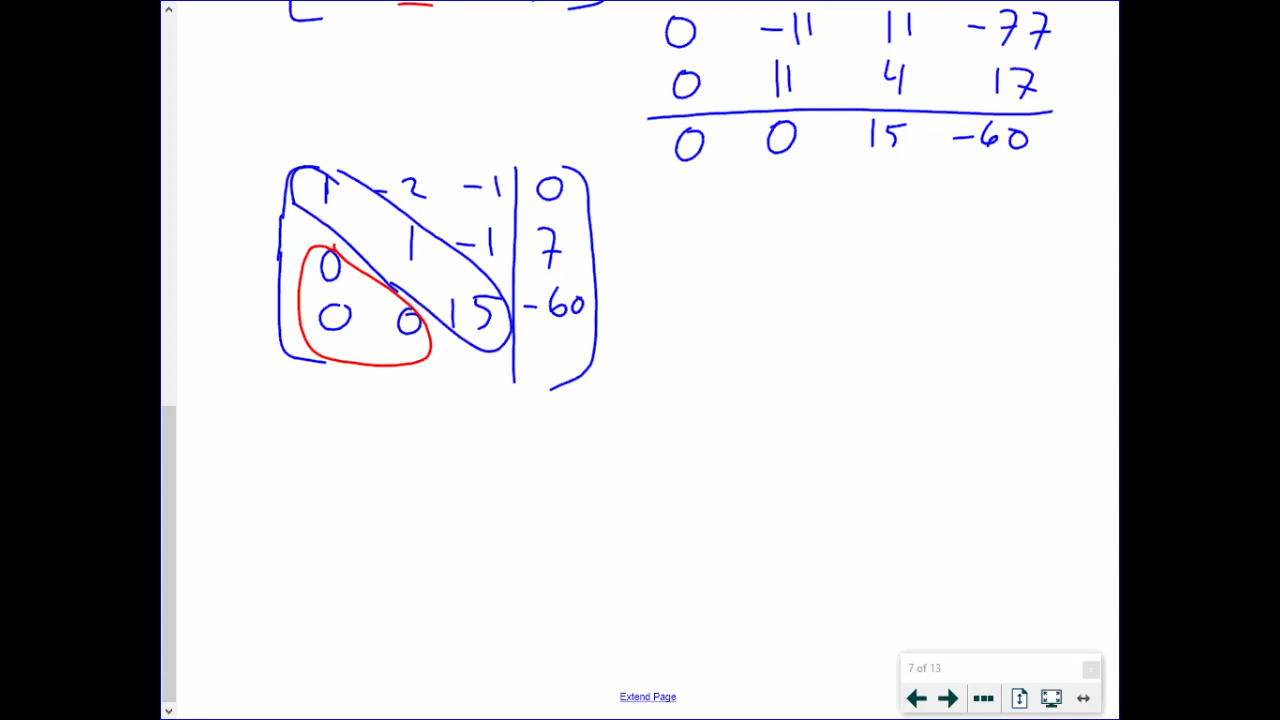 0 -11 11 -77
0 11 4 17
0 0 15 -60
1 -2 -1 0
0 1 -1 7
0 0 15 -60
7 of 13
Extend Page